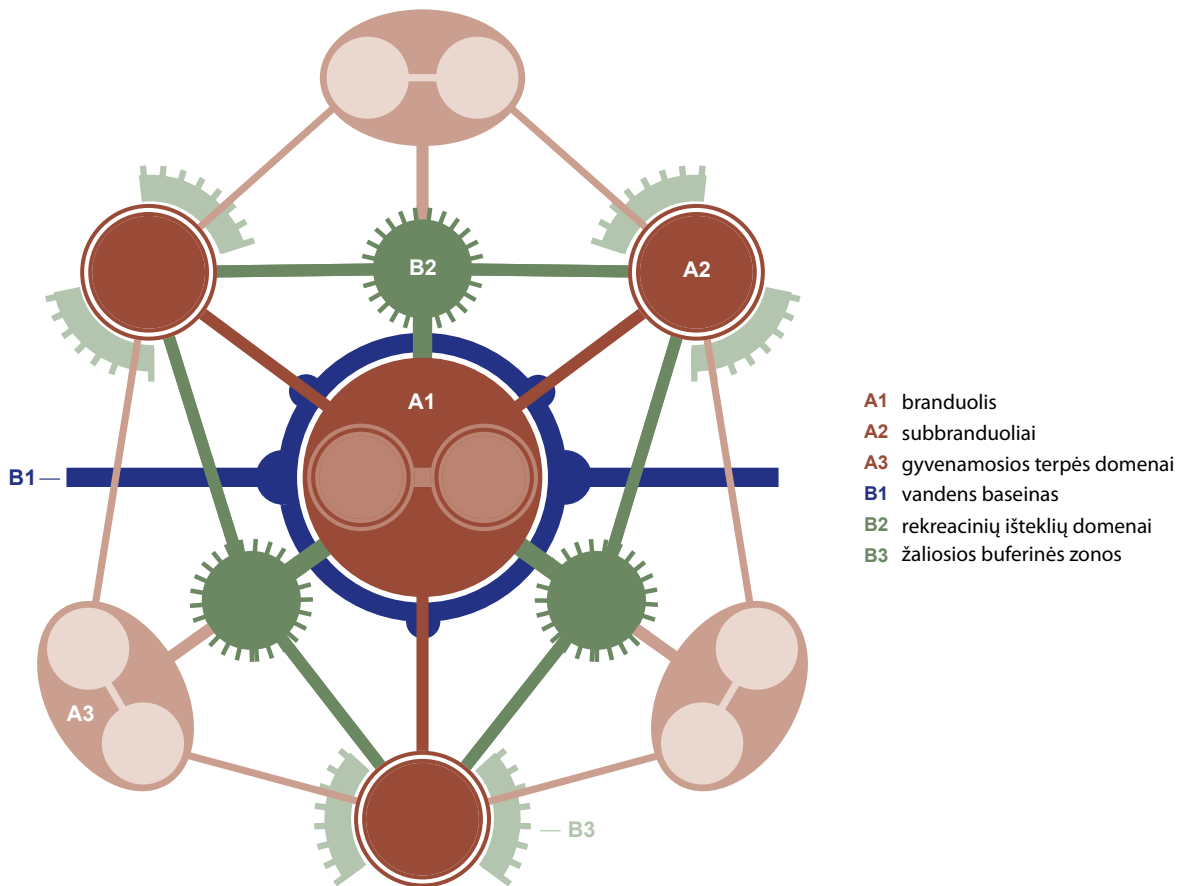 B2
A2
A1
B1
A3
B3
A1 branduolis
A2 subbranduoliai
A3 gyvenamosios terpės domenai
B1 vandens baseinas
B2 rekreacinių išteklių domenai
B3 žaliosios buferinės zonos